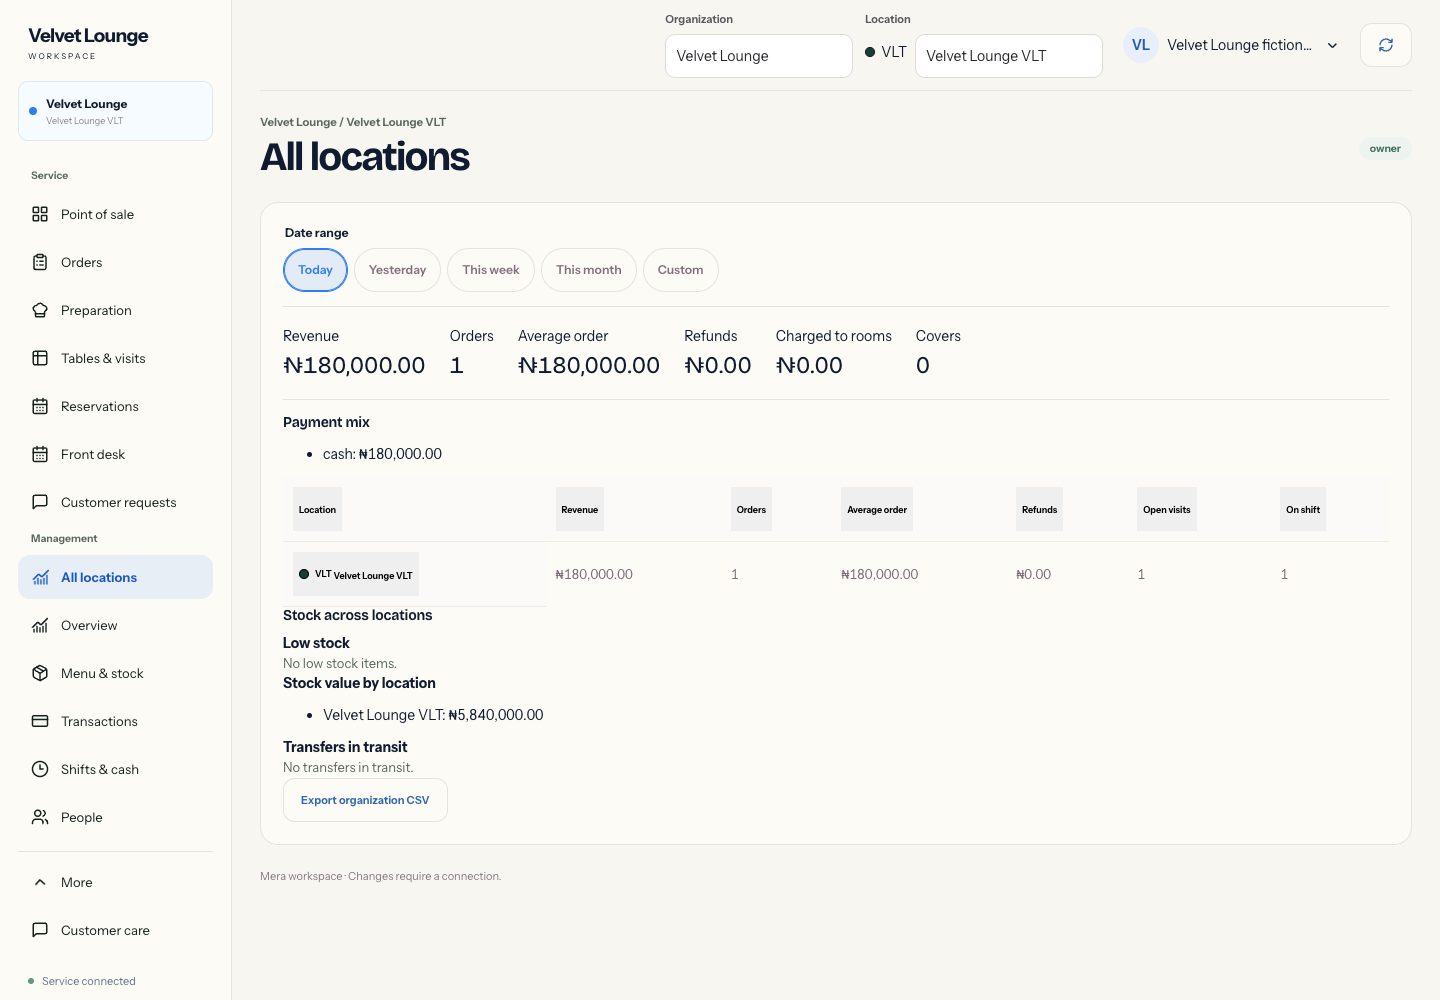 Velvet Lounge
WORKSPACE
Velvet Lounge
Velvet Lounge VLT
Service
Point of sale
Orders
Preparation
Tables & visits
Reservations
Front desk
Customer requests
Management
All locations
Overview
Menu & stock
Transactions
Shifts & cash
People
More
Customer care
Service connected
Organization
Velvet Lounge
Location
VLT
Velvet Lounge VLT
VL
Velvet Lounge fiction...
Velvet Lounge / Velvet Lounge VLT
All locations
owner
Date range
Today Yesterday This week This month Custom
Revenue Orders Average order Refunds Charged to rooms Covers
₦180,000.00 1 ₦180,000.00 ₦0.00 ₦0.00 0
Payment mix
• cash: ₦180,000.00
Location Revenue Orders Average order Refunds Open visits On shift
VLT Velvet Lounge VLT ₦180,000.00 1 ₦180,000.00 ₦0.00 1 1
Stock across locations
Low stock
No low stock items.
Stock value by location
• Velvet Lounge VLT: ₦5,840,000.00
Transfers in transit
No transfers in transit.
Export organization CSV
Mera workspace · Changes require a connection.